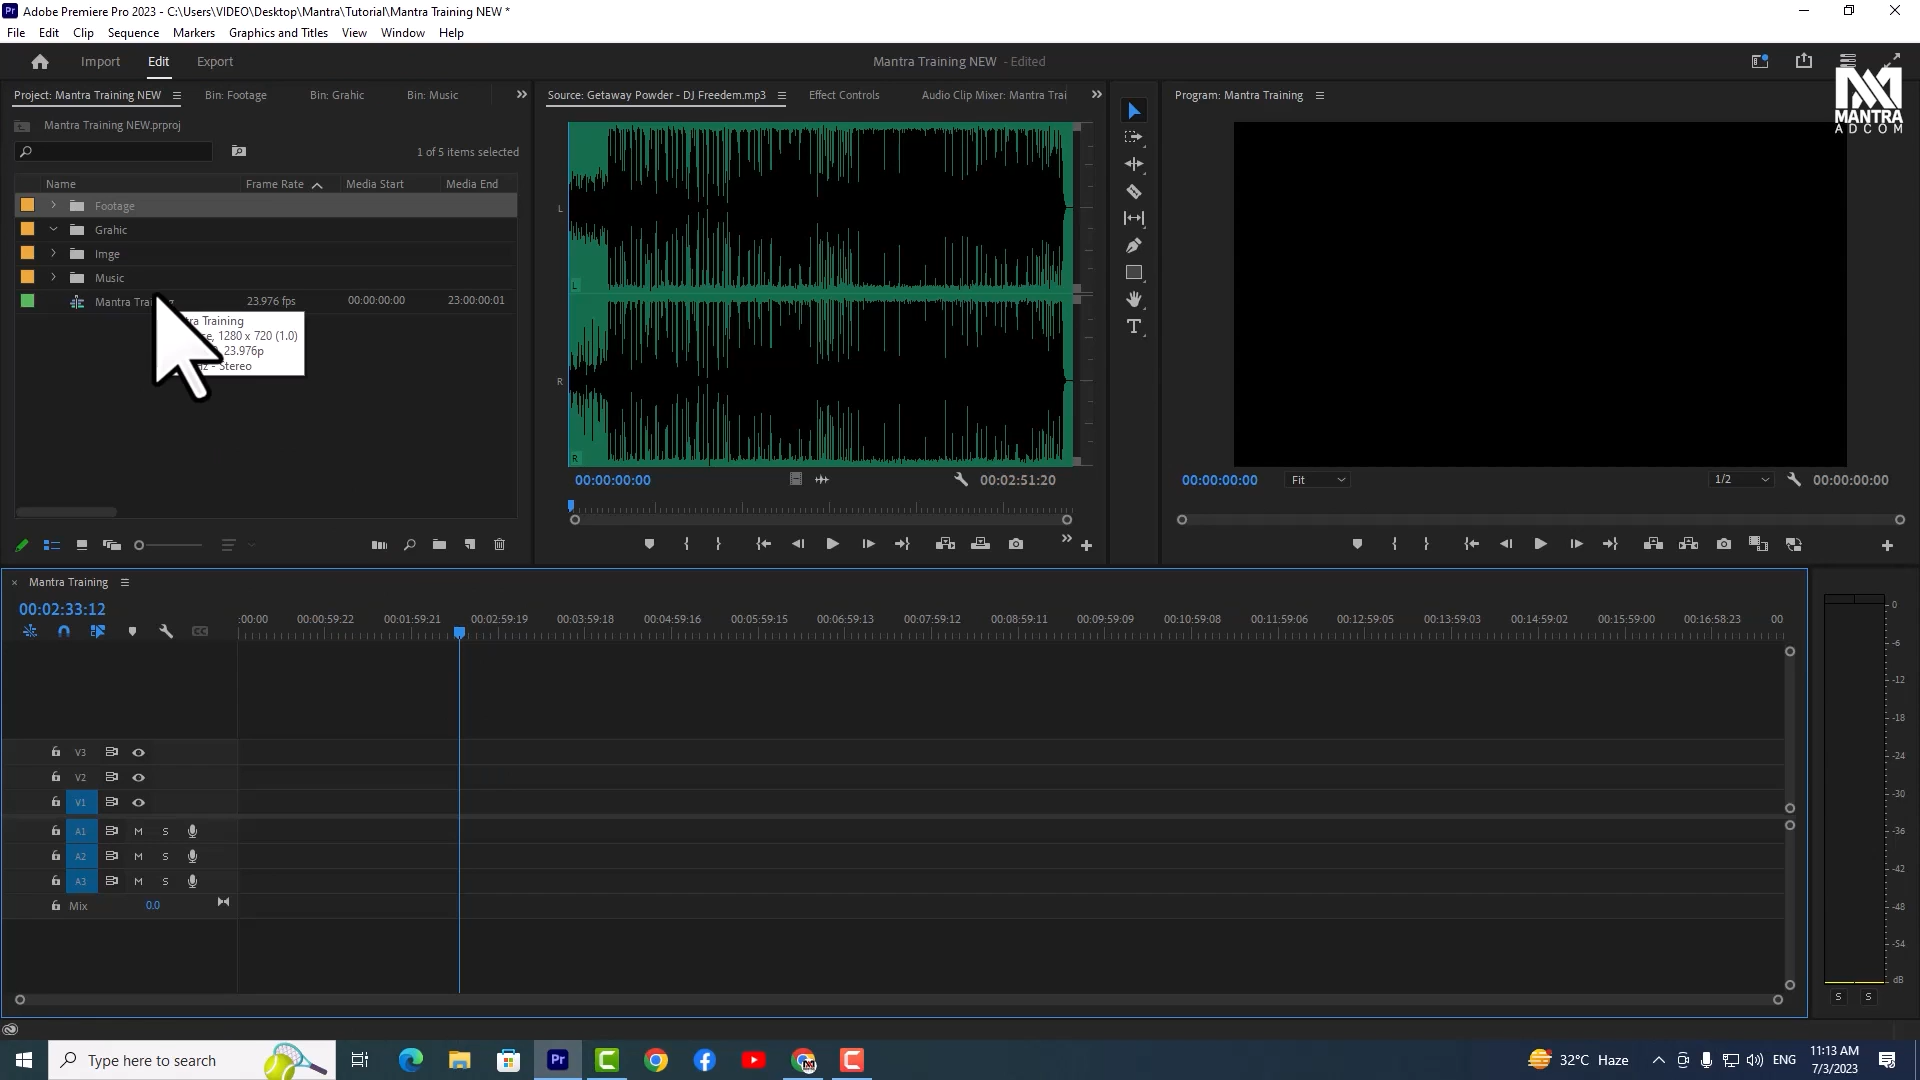 Adobe Premiere Pro 2023 - C:\Users\VIDEO\Desktop\Mantra\Tutorial\Mantra Training NEW *
File Edit Clip Sequence Markers Graphics and Titles View Window Help
Import Edit Export
Mantra Training NEW - Edited
MANTRA
ADCOM
Project: Mantra Training NEW Bin: Footage Bin: Grahic Bin: Music
Source: Getaway Powder - DJ Freedem.mp3 Effect Controls Audio Clip Mixer: Mantra Trai
Program: Mantra Training
Mantra Training NEW.prproj
1 of 5 items selected
Name Frame Rate Media Start Media End
Footage
Grahic
Imge
Music
Mantra 23.976 fps 00:00:00:00 23:00:00:01
Training
1280 x 720 (1.0)
23.976p
- Stereo
L
L
R
R
00:00:00:00 00:02:51:20
00:00:00:00 Fit 1/2 00:00:00:00
Mantra Training
00:02:33:12
:00:00 00:00:59:22 00:01:59:21 00:02:59:19 00:03:59:18 00:04:59:16 00:05:59:15 00:06:59:13 00:07:59:12 00:08:59:11 00:09:59:09 00:10:59:08 00:11:59:06 00:12:59:05 00:13:59:03 00:14:59:02 00:15:59:00 00:16:58:23 00
V3
V2
V1
A1 M S
A2 M S
A3 M S
Mix 0.0
0
-6
-12
-18
-24
-30
-36
-42
-48
-54
dB
S S
Type here to search
32°C Haze
ENG
11:13 AM
7/3/2023